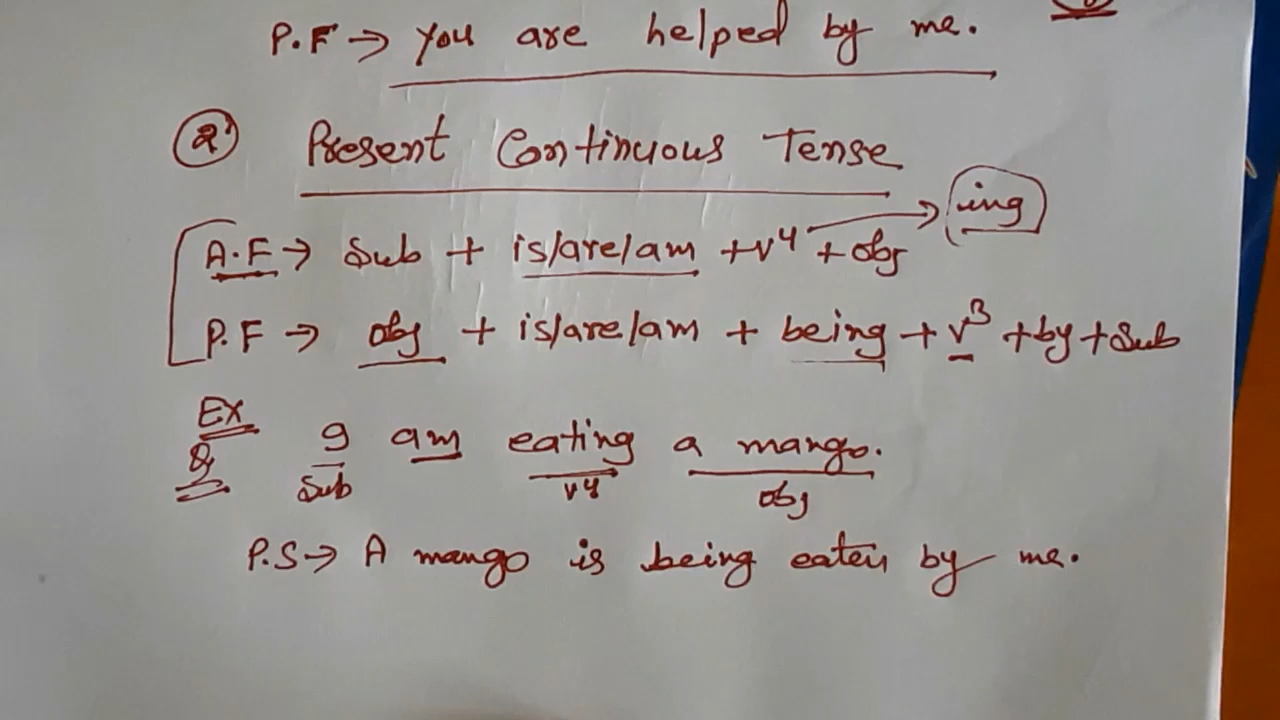 P.F → You are helped by me.
2 Present Continuous Tense
ing
A.F → Sub + is/are/am + v4 + obj
P.F → obj + is/are/am + being + v3 + by + Sub
Ex I am eating a mango.
Sub v4 obj
P.S → A mango is being eaten by me.